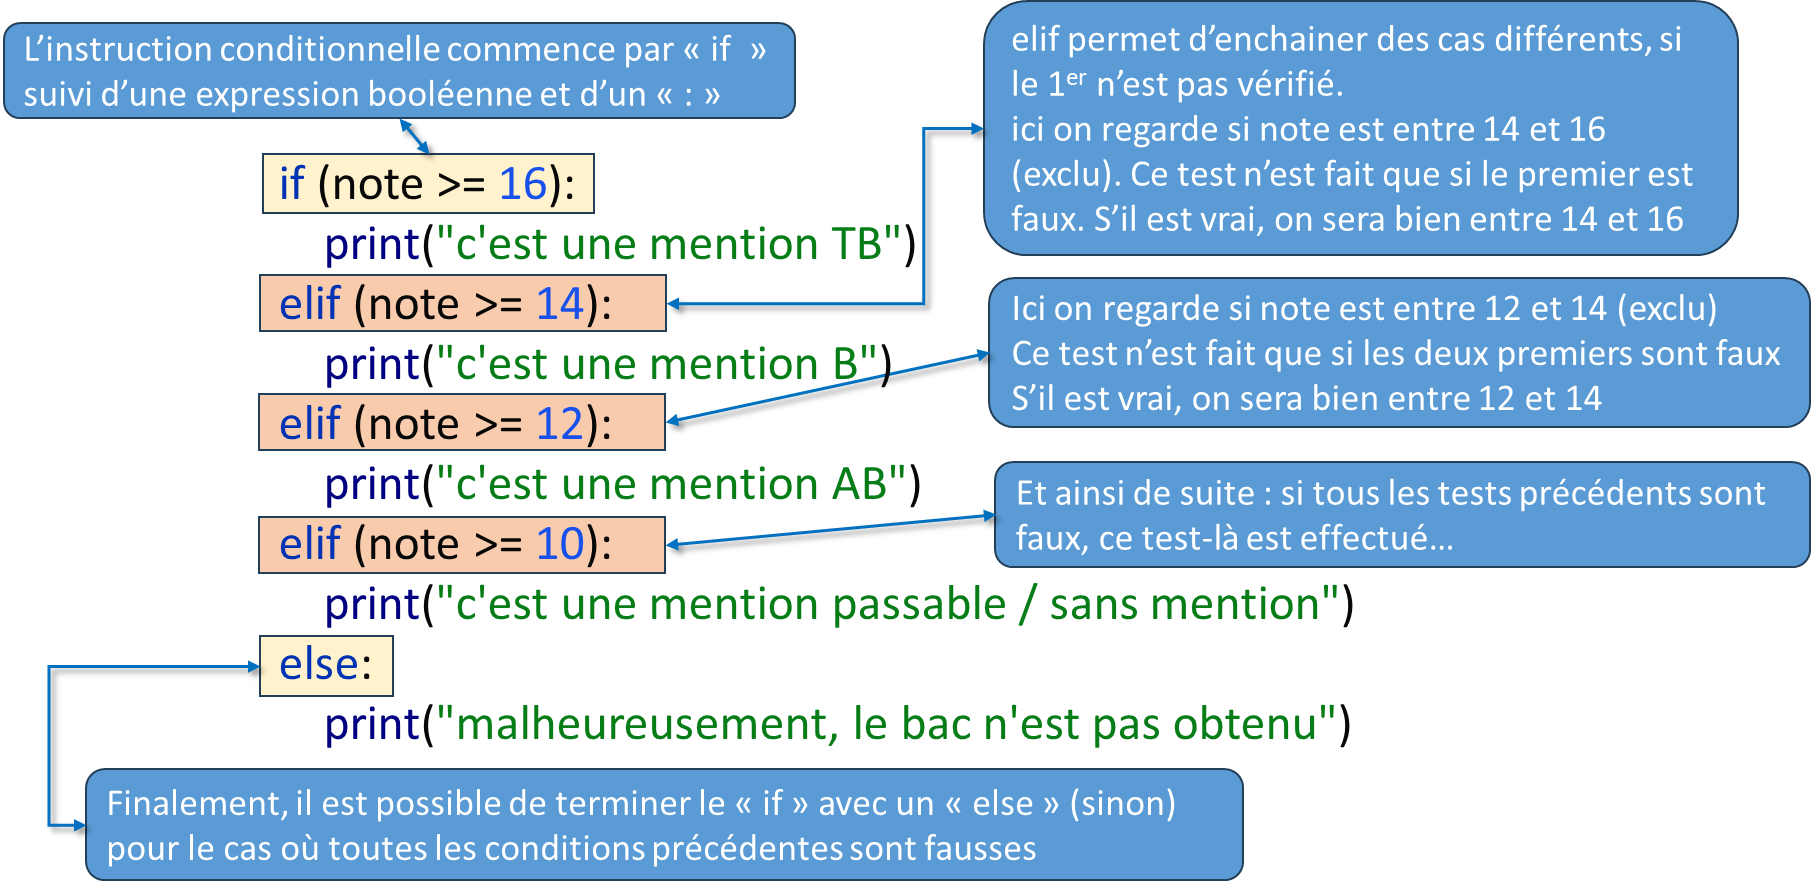 L’instruction conditionnelle commence par « if  »
suivi d’une expression booléenne et d’un « : »
elif permet d’enchainer des cas différents, si
le 1er n’est pas vérifié.
ici on regarde si note est entre 14 et 16
(exclu). Ce test n’est fait que si le premier est
faux. S’il est vrai, on sera bien entre 14 et 16
if (note >= 16):
print("c'est une mention TB")
elif (note >= 14):
print("c'est une mention B")
Ici on regarde si note est entre 12 et 14 (exclu)
Ce test n’est fait que si les deux premiers sont faux
S’il est vrai, on sera bien entre 12 et 14
elif (note >= 12):
print("c'est une mention AB")
Et ainsi de suite : si tous les tests précédents sont
faux, ce test-là est effectué…
elif (note >= 10):
print("c'est une mention passable / sans mention")
else:
print("malheureusement, le bac n'est pas obtenu")
Finalement, il est possible de terminer le « if » avec un « else » (sinon)
pour le cas où toutes les conditions précédentes sont fausses